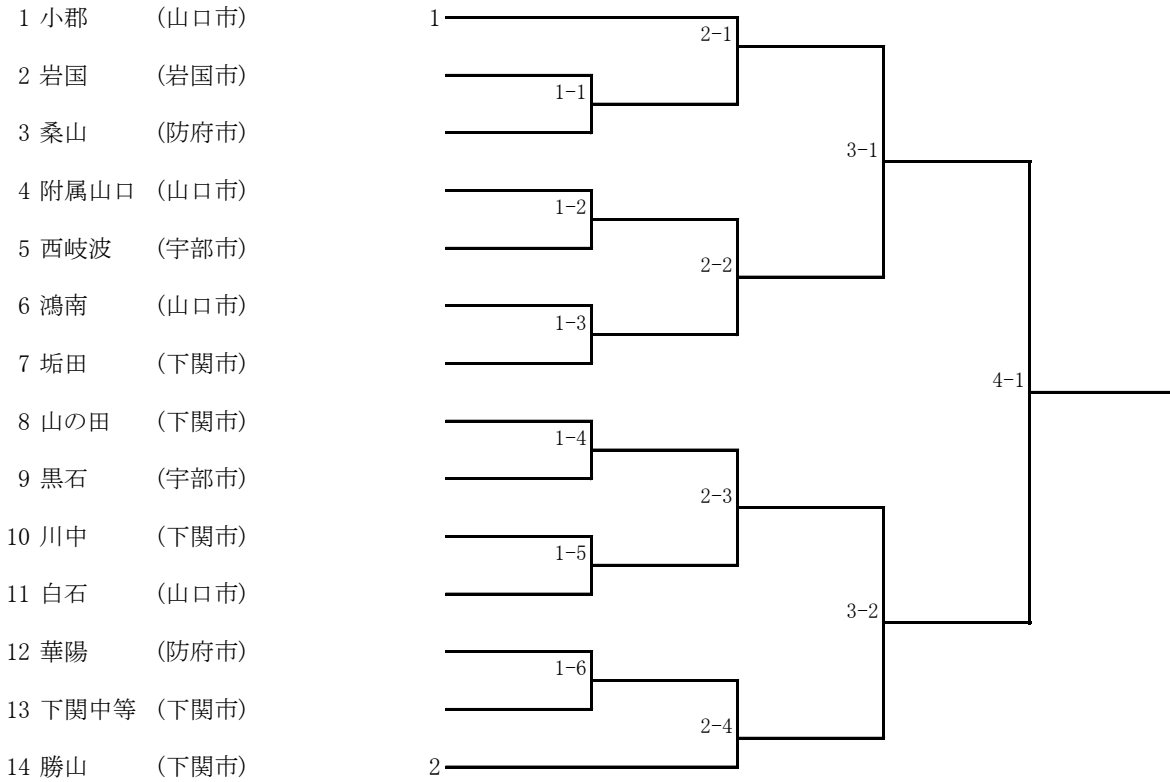 1 小郡 (山口市) 1
2-1
2 岩国 (岩国市)
1-1
3 桑山 (防府市)
3-1
4 附属山口 (山口市)
1-2
5 西岐波 (宇部市)
2-2
6 鴻南 (山口市)
1-3
7 垢田 (下関市)
4-1
8 山の田 (下関市)
1-4
9 黒石 (宇部市)
2-3
10 川中 (下関市)
1-5
11 白石 (山口市)
3-2
12 華陽 (防府市)
1-6
13 下関中等 (下関市)
2-4
14 勝山 (下関市) 2